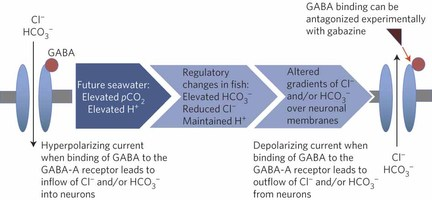 Cl⁻
HCO₃⁻
GABA
Future seawater:
Elevated pCO₂
Elevated H⁺
Regulatory
changes in fish:
Elevated HCO₃⁻
Reduced Cl⁻
Maintained H⁺
Altered
gradients of Cl⁻
and/or HCO₃⁻
over neuronal
membranes
GABA binding can be
antagonized experimentally
with gabazine
Hyperpolarizing current
when binding of GABA to the
GABA-A receptor leads to
inflow of Cl⁻ and/or HCO₃⁻
into neurons
Depolarizing current when
binding of GABA to the
GABA-A receptor leads to
outflow of Cl⁻ and/or HCO₃⁻
from neurons
Cl⁻
HCO₃⁻